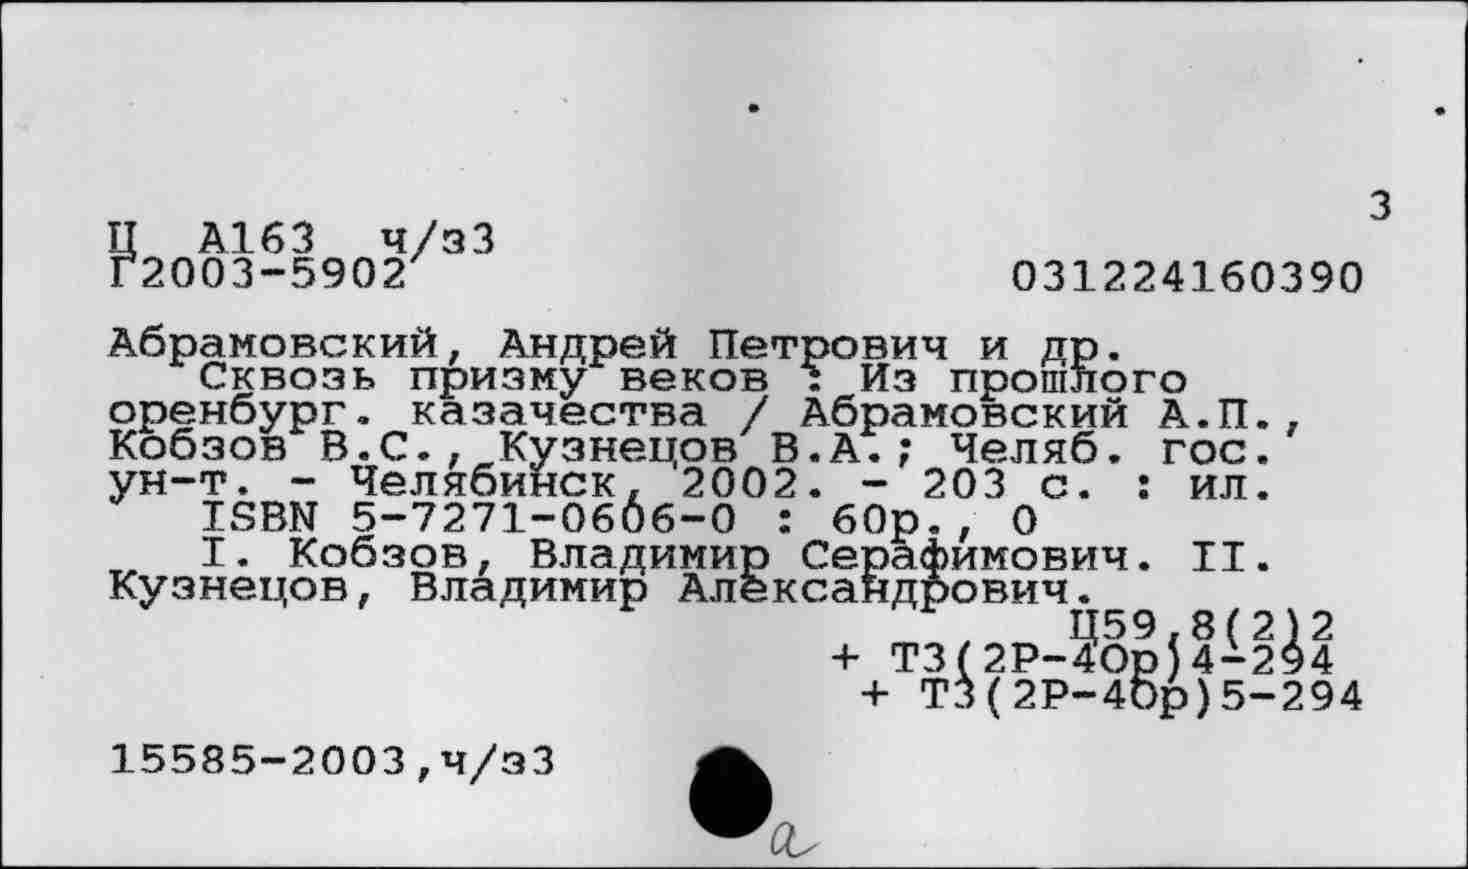 3
Ц А163 ч/з3
Г2003-5902
031224160390
Абрамовский, Андрей Петрович и др.
Сквозь призму веков : Из прошлого
оренбург. казачества / Абрамовский А.П.,
Кобзов В.С., Кузнецов В.А.; Челяб. гос.
ун-т. - Челябинск, 2002. - 203 с. : ил.
ISBN 5-7271-0606-0 : 60р., 0
I. Кобзов, Владимир Серафимович. II.
Кузнецов, Владимир Александрович.
Ц59.8(2)2
+ Т3(2Р-4Ор)4-294
+ Т3(2Р-4Ор)5-294
15585-2003,ч/з3
а